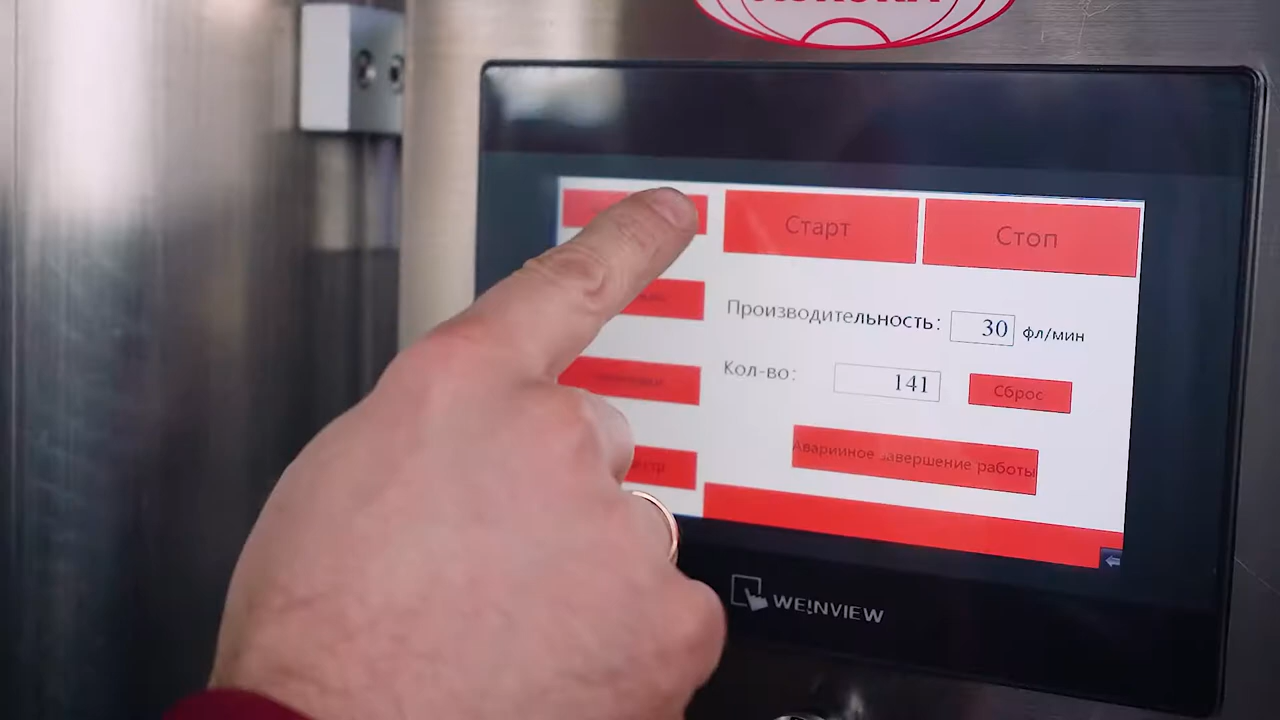 Старт
Стоп
Производительность: 30 фл/мин
Кол-во: 141
Сброс
Аварийное завершение работы
WE!NVIEW